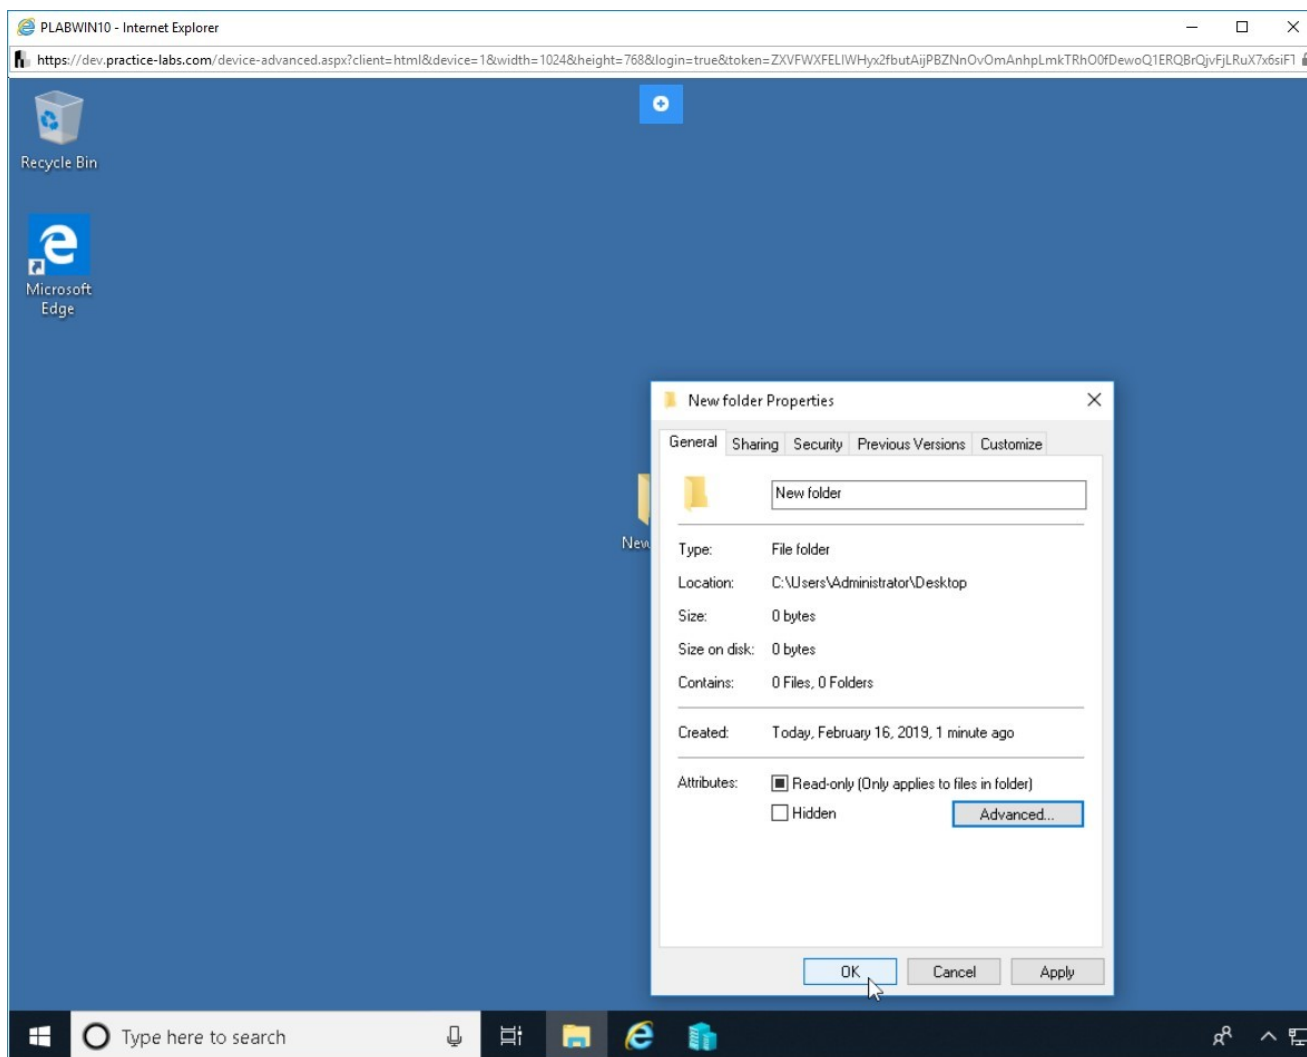 PLABWIN10 - Internet Explorer
https://dev.practice-labs.com/device-advanced.aspx?client=html&device=1&width=1024&height=768&login=true&token=
Recycle Bin
Microsoft
Edge
New
New folder Properties
General Sharing Security Previous Versions Customize
New folder
Type: File folder
Location: C:\Users\Administrator\Desktop
Size: 0 bytes
Size on disk: 0 bytes
Contains: 0 Files, 0 Folders
Created: Today, February 16, 2019, 1 minute ago
Attributes: Read-only (Only applies to files in folder)
Hidden Advanced...
OK Cancel Apply
Type here to search